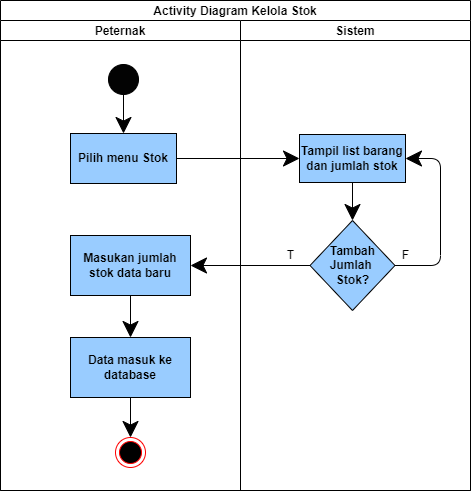 Activity Diagram Kelola Stok
Peternak
Sistem
Pilih menu Stok
Tampil list barang
dan jumlah stok
Masukan jumlah
stok data baru
T
Tambah
Jumlah
Stok?
F
Data masuk ke
database